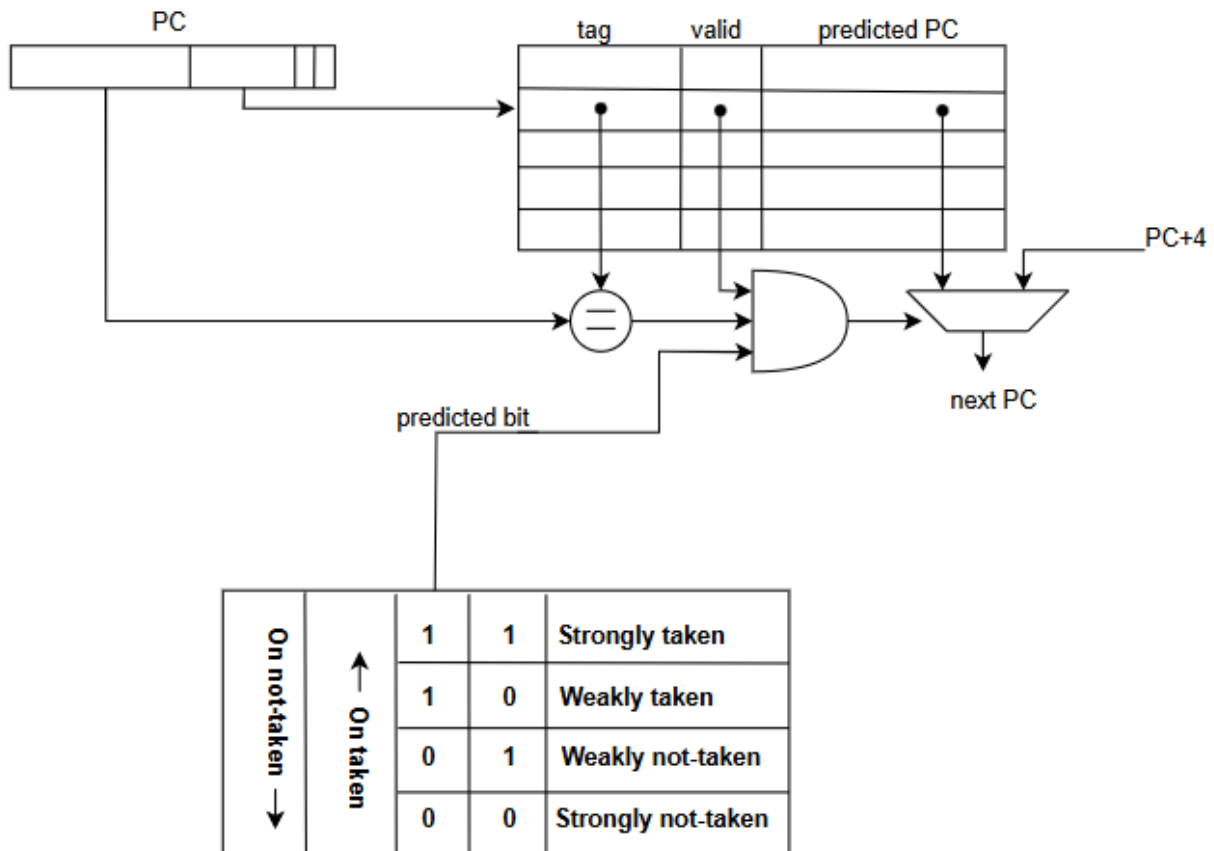 PC
tag valid predicted PC
PC+4
next PC
predicted bit
On not-taken
On taken
1 1 Strongly taken
1 0 Weakly taken
0 1 Weakly not-taken
0 0 Strongly not-taken